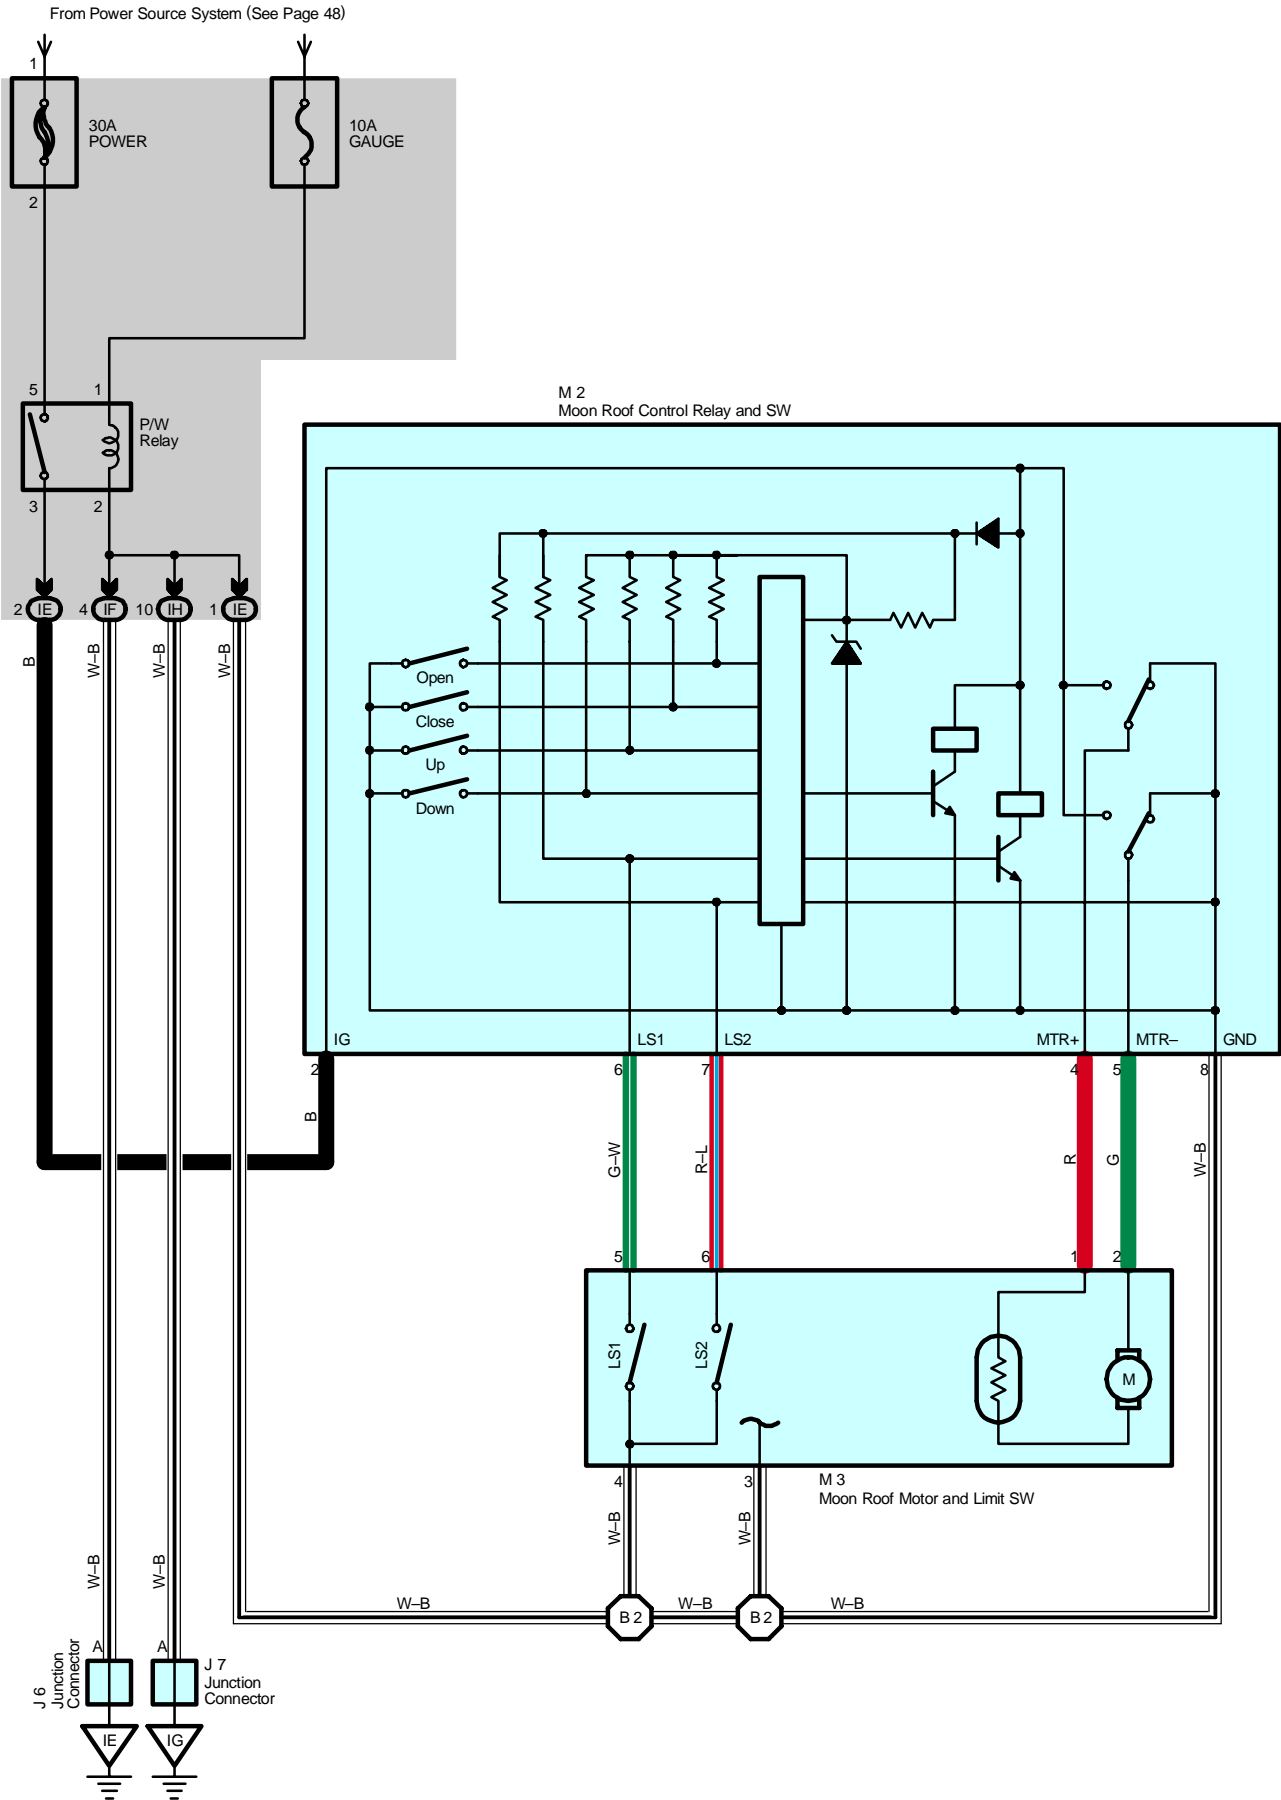 From Power Source System (See Page 48)
1
30A
POWER
10A
GAUGE
2
5
1
P/W
Relay
3
2
2
IE
4
IF
10
IH
1
IE
B
W–B
W–B
W–B
M 2
Moon Roof Control Relay and SW
Open
Close
Up
Down
IG
LS1
LS2
MTR+
MTR–
GND
2
6
7
4
5
8
B
G–W
R–L
R
G
W–B
5
6
1
2
LS1
LS2
M
4
3
M 3
Moon Roof Motor and Limit SW
W–B
W–B
W–B
W–B
W–B
W–B
W–B
B 2
B 2
A
A
J 6
Junction
Connector
J 7
Junction
Connector
IE
IG